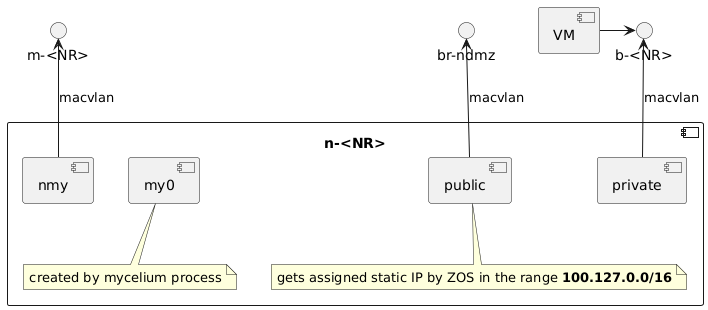 VM
m-<NR>
br-ndmz
b-<NR>
macvlan
macvlan
macvlan
n-<NR>
nmy
my0
public
private
created by mycelium process
gets assigned static IP by ZOS in the range 100.127.0.0/16